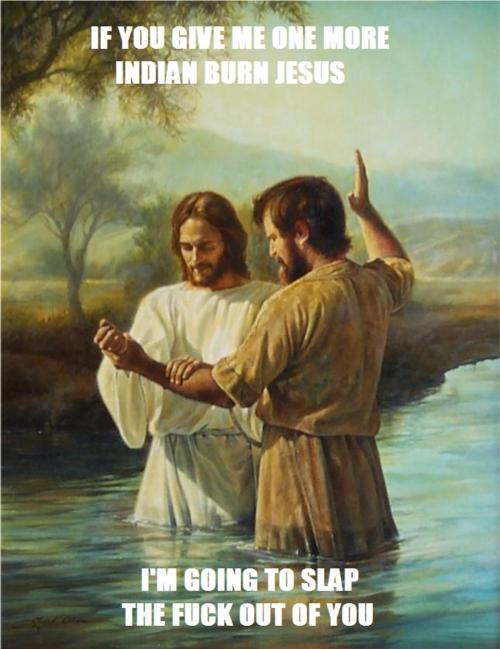 IF YOU GIVE ME ONE MORE
INDIAN BURN JESUS
I'M GOING TO SLAP
THE FUCK OUT OF YOU